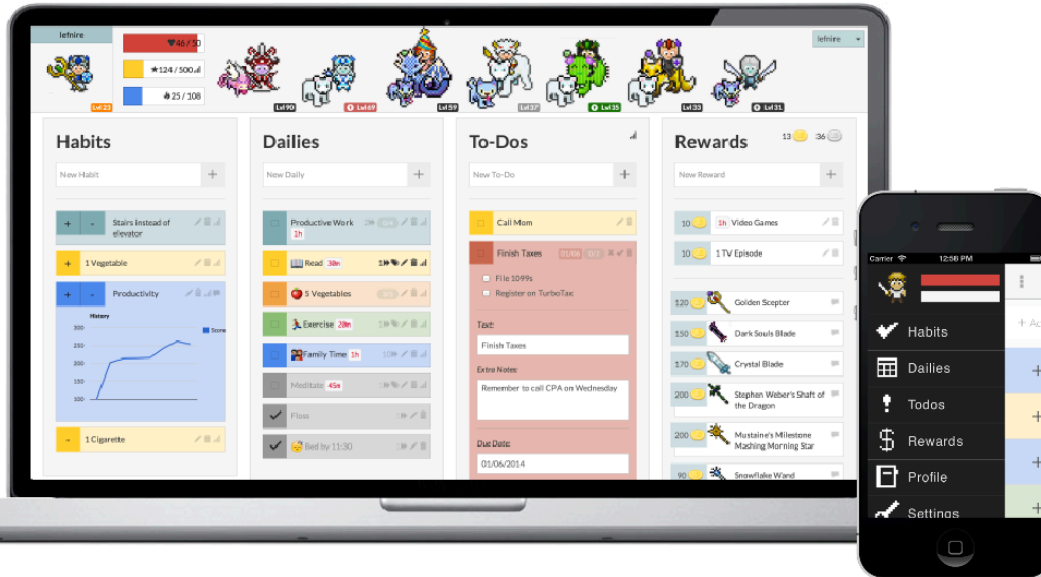 lefnire
46 / 50
124 / 500
25 / 108
Lvl 23
Lvl 90
Lvl 69
Lvl 59
Lvl 37
Lvl 35
Lvl 33
Lvl 31
lefnire
Habits
New Habit
+
+ - Stairs instead of
elevator
+ 1 Vegetable
+ - Productivity
History
300
250
200
150
100
Score
- 1 Cigarette
Dailies
New Daily
+
Productive Work
1h
Read 30m
5 Vegetables
Exercise 20m
Family Time 1h
Meditate 45m
Floss
Bed by 11:30
To-Dos
New To-Do
+
Call Mom
Finish Taxes 01/06
File 1099s
Register on TurboTax
Text
Finish Taxes
Extra Notes
Remember to call CPA on Wednesday
Due Date
01/06/2014
Rewards
13 36
New Reward
+
10 1h Video Games
10 1 TV Episode
120 Golden Scepter
150 Dark Souls Blade
170 Crystal Blade
200 Stephen Weber's Shaft of
the Dragon
200 Mustaine's Milestone
Mashing Morning Star
90 Snowflake Wand
Carrier 12:58 PM
Habits
Dailies
Todos
Rewards
Profile
Settings
+ Ad
+
+
+
+